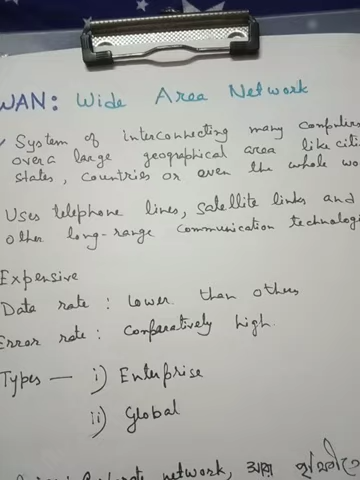 WAN: Wide Area Network
System of interconnecting many computers
over a large geographical area like
states, countries or even the whole
Uses telephone lines, satellite links and
other long-range communication
Expensive
Data rate: lower than others
Error rate: comparatively high.
Types — i) Enterprise
ii) Global
network,